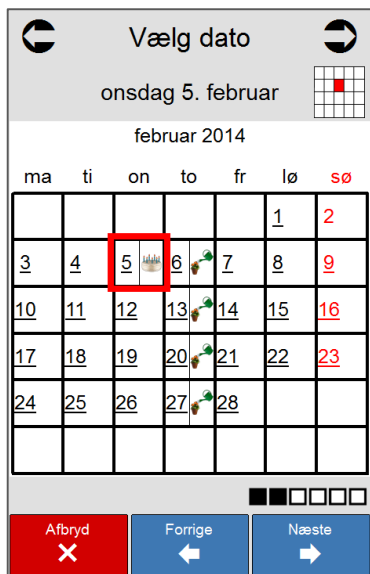 Vælg dato
onsdag 5. februar
februar 2014
ma ti on to fr lø sø
1 2
3 4 5 6 7 8 9
10 11 12 13 14 15 16
17 18 19 20 21 22 23
24 25 26 27 28
Afbryd Forrige Næste